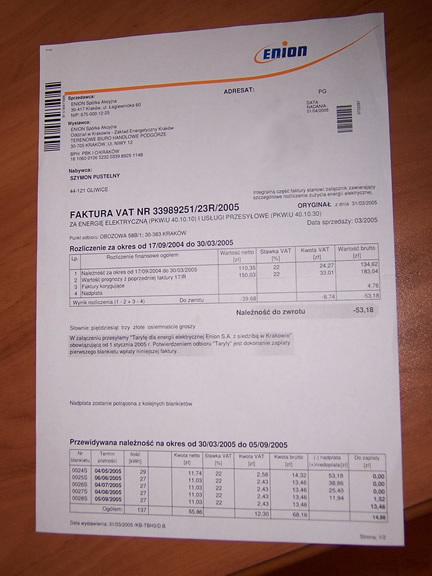 Enion
Sprzedawca:
ENION Spółka Akcyjna
30-417 Kraków, ul. Łagiewnicka 60
NIP: 675-000-12-25
ADRESAT:
PG
DATA
NADANIA
Wystawca:
ENION Spółka Akcyjna
Oddział w Krakowie - Zakład Energetyczny Kraków
TERENOWE BIURO HANDLOWE PODGÓRZE
30-705 KRAKÓW, UL. NIWY 12
Nabywca:
SZYMON PUSTELNY
44-121 GLIWICE
Integralną część faktury stanowi załącznik zawierający
szczegółowe rozliczenie zużycia energii elektrycznej.
FAKTURA VAT NR 33989251/23R/2005
ORYGINAŁ z dnia 31/03/2005
ZA ENERGIĘ ELEKTRYCZNĄ (PKWiU 40.10.10) I USŁUGI PRZESYŁOWE (PKWiU 40.10.30)
Data sprzedaży: 03/2005
Punkt odbioru: OBOZOWA 58B/1; 30-383 KRAKÓW
Rozliczenie za okres od 17/09/2004 do 30/03/2005
Lp. Rozliczenie finansowe ogółem Wartość netto [zł] Stawka VAT [%] Kwota VAT [zł] Wartość brutto [zł]
1 Należność za okres od 17/09/2004 do 30/03/2005 110,35 22 24,27 134,62
2 Wartość prognozy z poprzedniej faktury 17/R 150,03 22 33,01 183,04
3 Faktury korygujące
4 Nadpłata 4,76
Wynik rozliczenia (1 - 2 + 3 - 4) Do zwrotu -39,68 -8,74 -53,18
Należność do zwrotu -53,18
Słownie: pięćdziesiąt trzy złote osiemnaście groszy
W załączeniu przesyłamy "Taryfę dla energii elektrycznej Enion S.A. z siedzibą w Krakowie"
obowiązującą od 1 stycznia 2005 r. Potwierdzeniem odbioru "Taryfy" jest dokonanie zapłaty
pierwszego blankietu wpłaty niniejszej faktury.
Nadpłata zostanie potrącona z kolejnych blankietów
Przewidywana należność na okres od 30/03/2005 do 05/09/2005
Nr blankietu Termin płatności Ilość [kWh] Kwota netto [zł] Stawka VAT [%] Kwota VAT [zł] Kwota brutto [zł] (-) nadpłata (+) niedopłata [zł] Do zapłaty [zł]
0024S 04/05/2005 29 11,74 22 2,58 14,32 53,18 0,00
0025S 06/06/2005 27 11,03 22 2,43 13,46 38,86 0,00
0026S 04/07/2005 27 11,03 22 2,43 13,46 25,40 0,00
0027S 04/08/2005 27 11,03 22 2,43 13,46 11,94 1,52
0028S 05/09/2005 27 11,03 22 2,43 13,46 13,46
Ogółem 137 55,86 12,30 68,16 14,98
Data wystawienia: 31/03/2005 /KB-TBH3/D.B.
Strona: 1/2